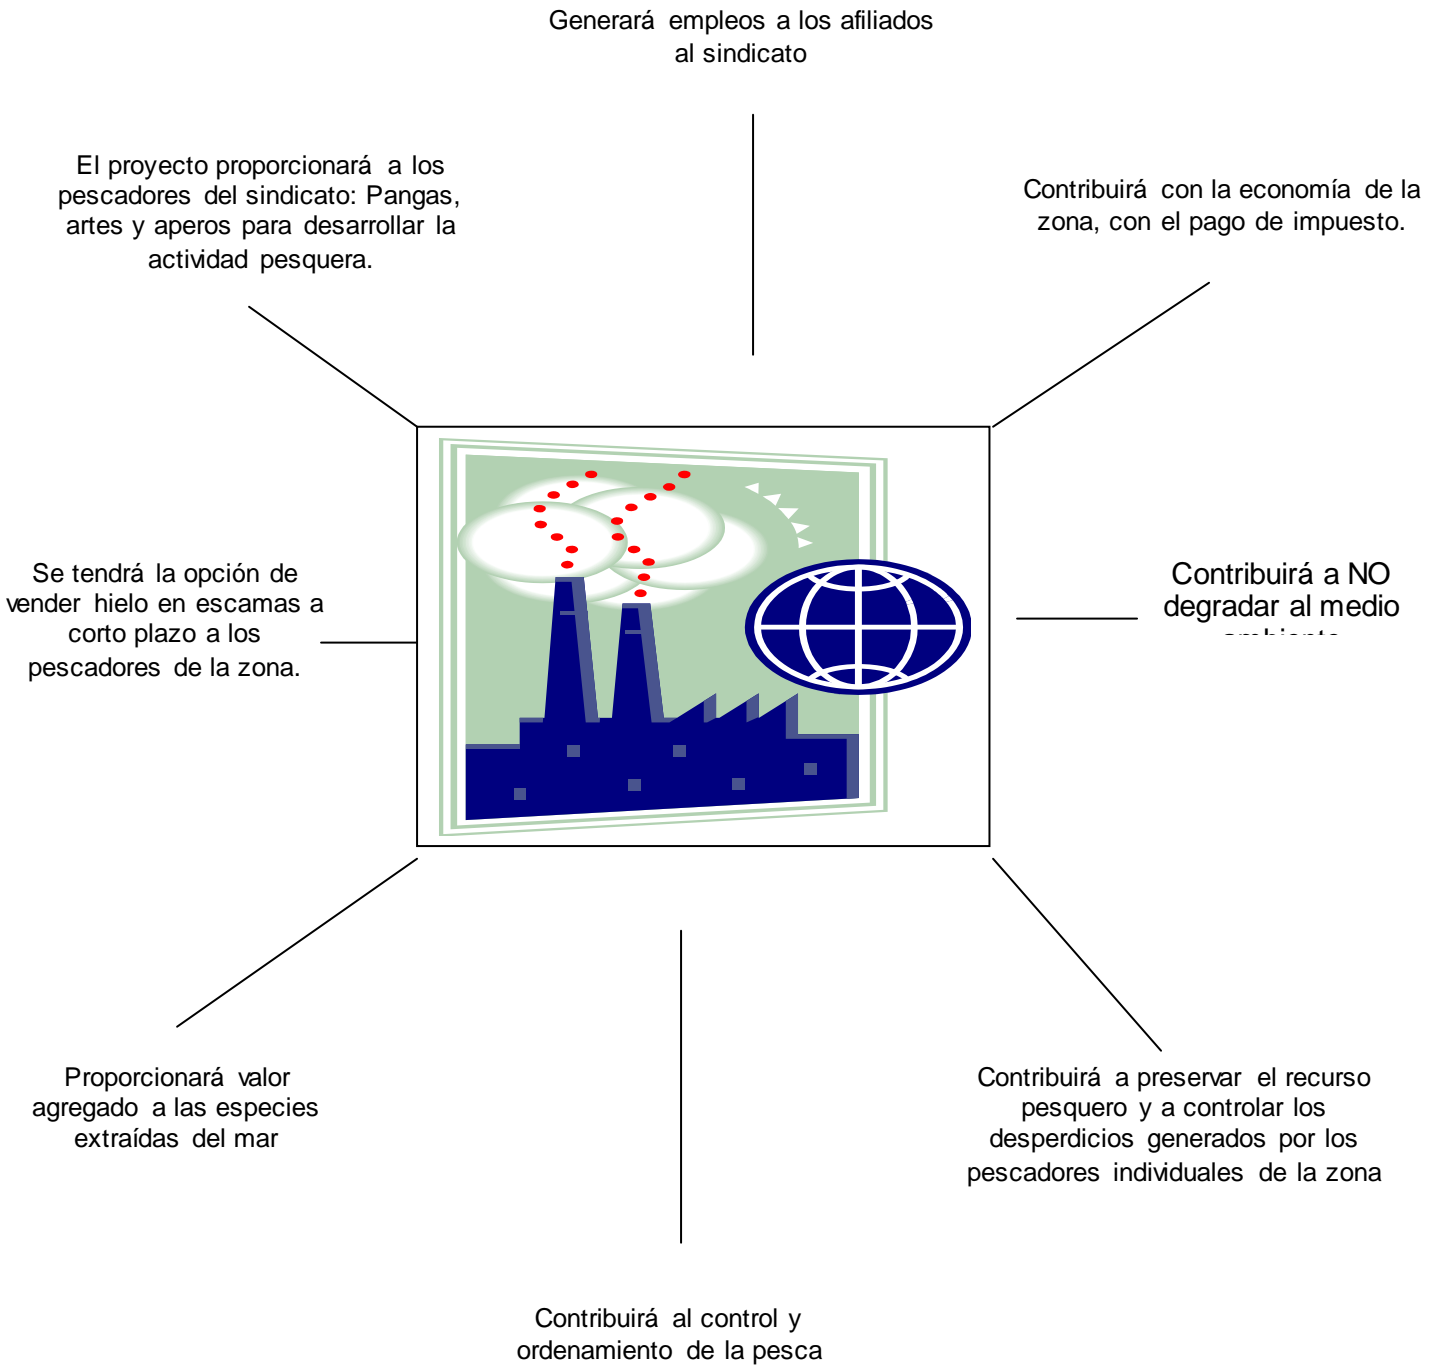 Generará empleos a los afiliados
al sindicato
El proyecto proporcionará a los
pescadores del sindicato: Pangas,
artes y aperos para desarrollar la
actividad pesquera.
Contribuirá con la economía de la
zona, con el pago de impuesto.
Se tendrá la opción de
vender hielo en escamas a
corto plazo a los
pescadores de la zona.
Contribuirá a NO
degradar al medio
Proporcionará valor
agregado a las especies
extraídas del mar
Contribuirá a preservar el recurso
pesquero y a controlar los
desperdicios generados por los
pescadores individuales de la zona
Contribuirá al control y
ordenamiento de la pesca